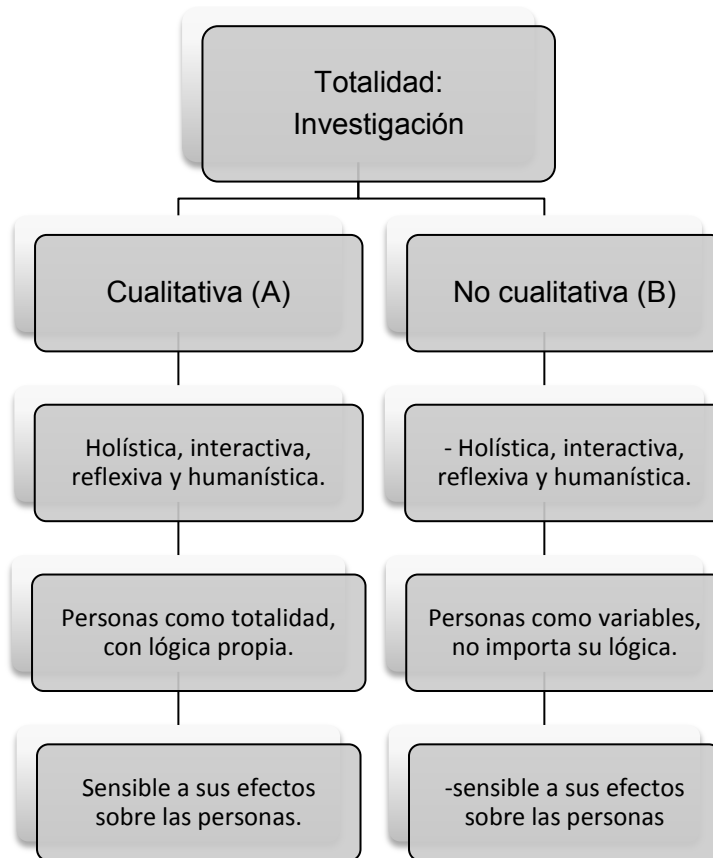 Totalidad:
Investigación
Cualitativa (A)
No cualitativa (B)
Holística, interactiva,
reflexiva y humanística.
- Holística, interactiva,
reflexiva y humanística.
Personas como totalidad,
con lógica propia.
Personas como variables,
no importa su lógica.
Sensible a sus efectos
sobre las personas.
-sensible a sus efectos
sobre las personas